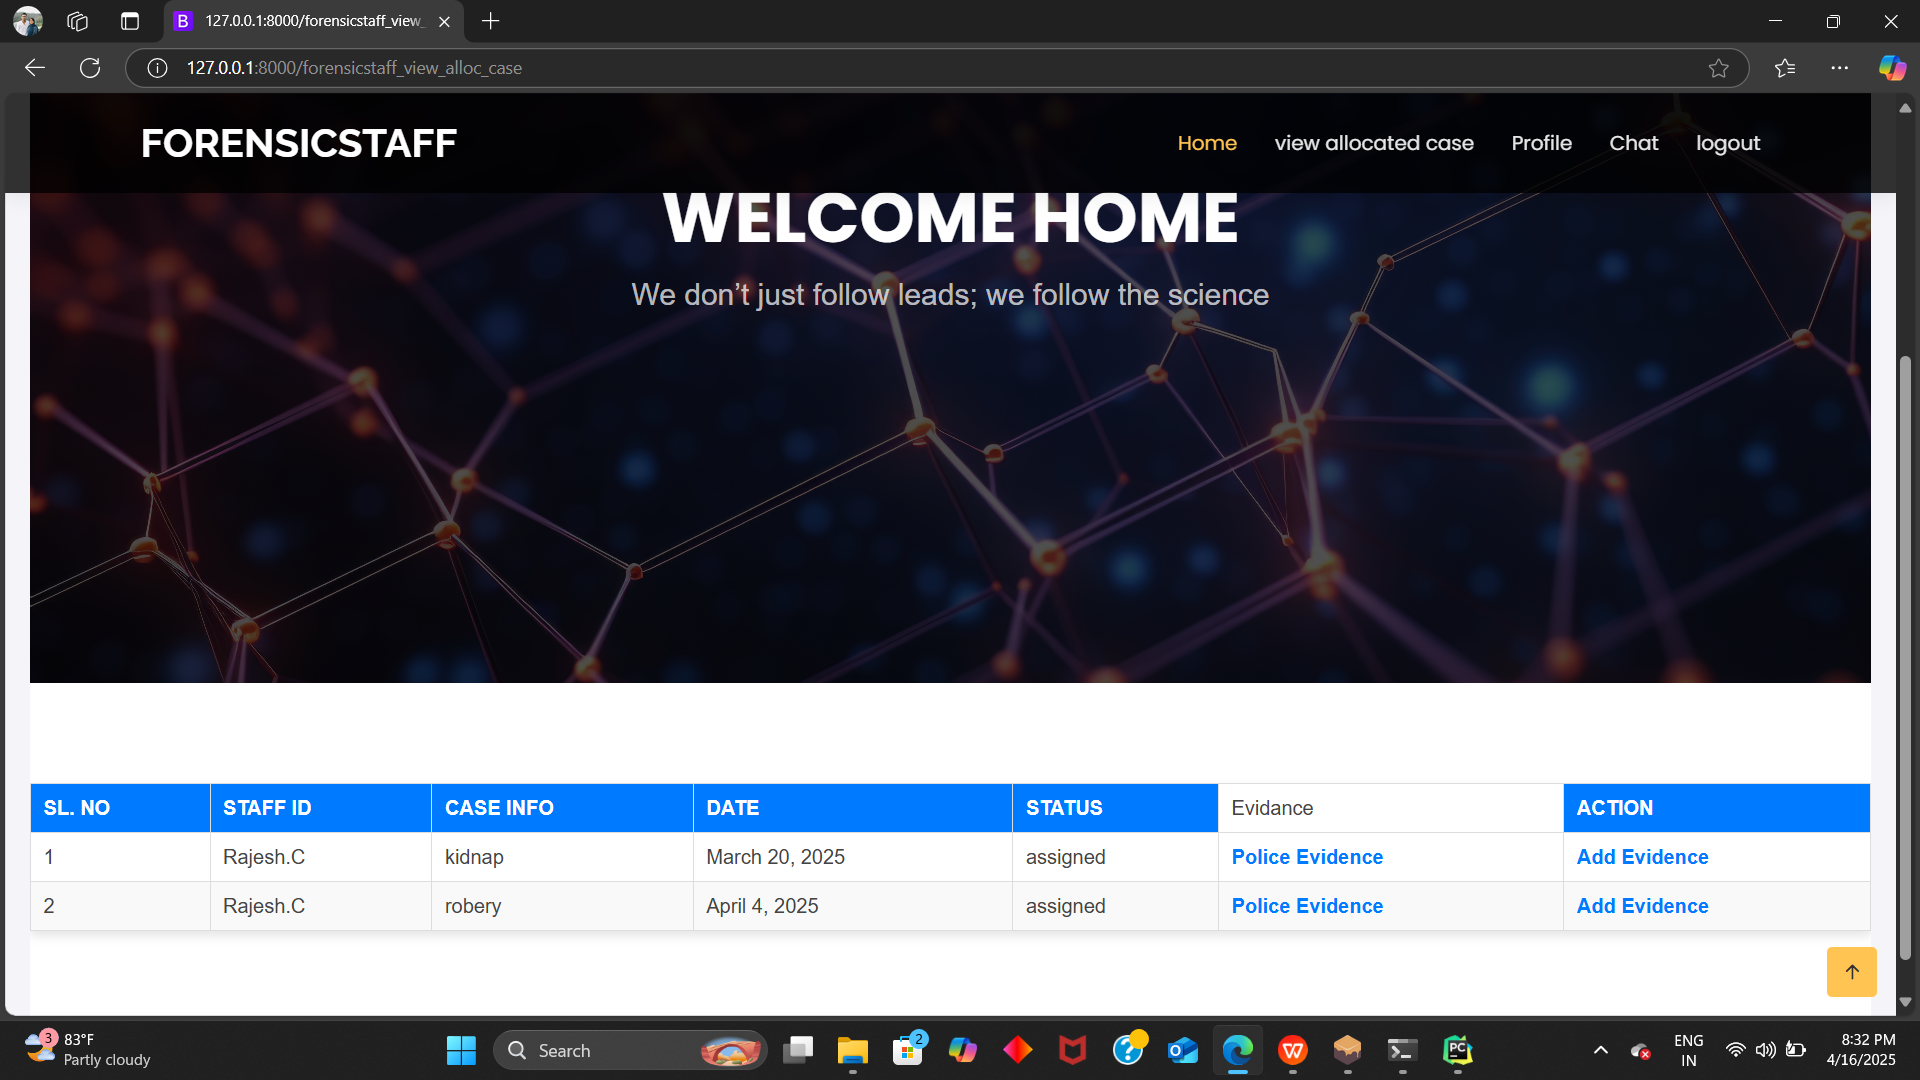 127.0.0.1:8000/forensicstaff_view_
127.0.0.1:8000/forensicstaff_view_alloc_case
FORENSICSTAFF
Home view allocated case Profile Chat logout
WELCOME HOME
We don’t just follow leads; we follow the science
SL. NO STAFF ID CASE INFO DATE STATUS Evidance ACTION
1 Rajesh.C kidnap March 20, 2025 assigned Police Evidence Add Evidence
2 Rajesh.C robery April 4, 2025 assigned Police Evidence Add Evidence
3
83°F
Partly cloudy
Search
2
ENG
IN
8:32 PM
4/16/2025